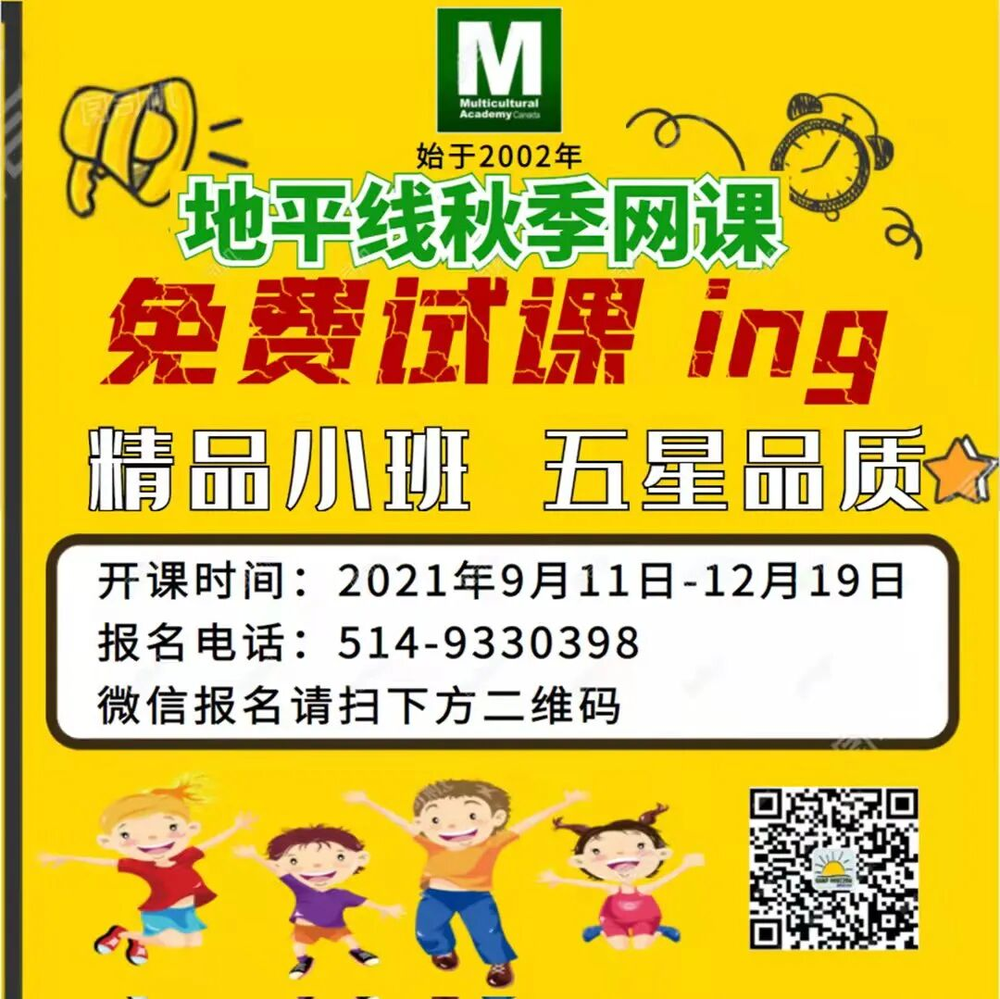 M
Multicultural
Academy Canada
始于2002年
地平线秋季网课
免费试课 ing
精品小班 五星品质
开课时间：2021年9月11日-12月19日
报名电话：514-9330398
微信报名请扫下方二维码